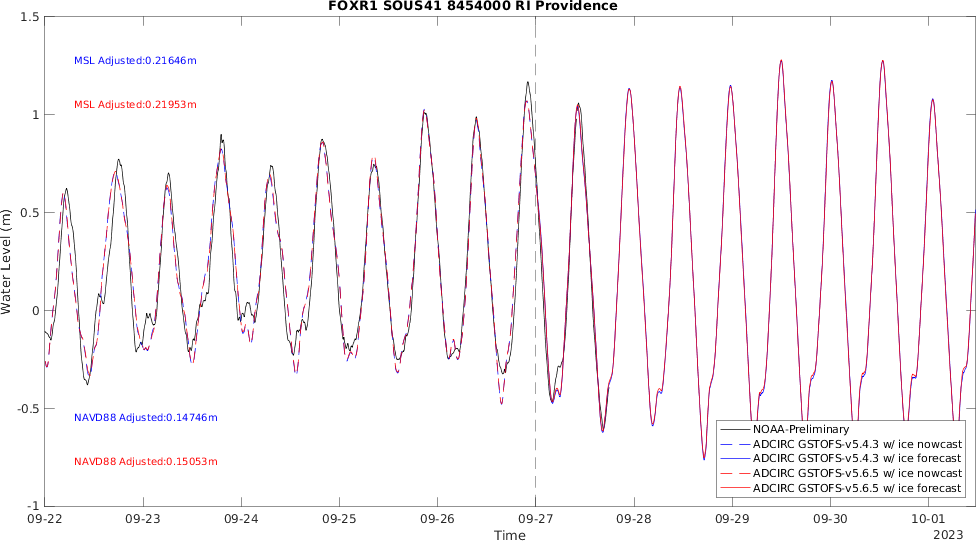 FOXR1 SOUS41 8454000 RI Providence
1.5
1
0.5
0
-0.5
-1
Water Level (m)
MSL Adjusted:0.21646m
MSL Adjusted:0.21953m
NAVD88 Adjusted:0.14746m
NAVD88 Adjusted:0.15053m
NOAA-Preliminary
ADCIRC GSTOFS-v5.4.3 w/ ice nowcast
ADCIRC GSTOFS-v5.4.3 w/ ice forecast
ADCIRC GSTOFS-v5.6.5 w/ ice nowcast
ADCIRC GSTOFS-v5.6.5 w/ ice forecast
09-22 09-23 09-24 09-25 09-26 09-27 09-28 09-29 09-30 10-01
Time
2023